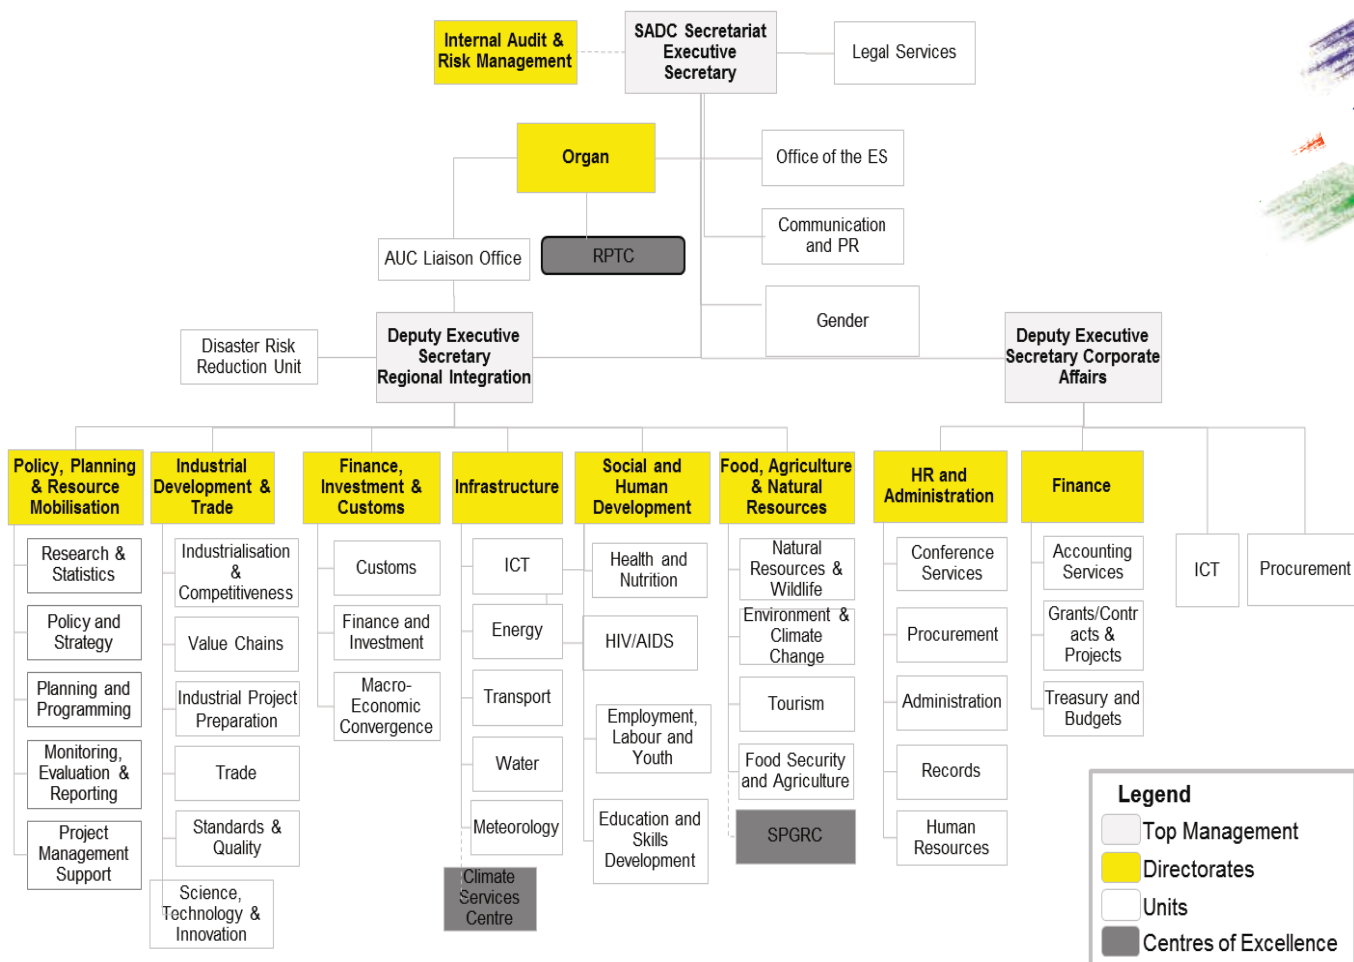 Internal Audit &
Risk Management
SADC Secretariat
Executive
Secretary
Legal Services
Organ
Office of the ES
Communication
and PR
AUC Liaison Office
RPTC
Gender
Disaster Risk
Reduction Unit
Deputy Executive
Secretary
Regional Integration
Deputy Executive
Secretary Corporate
Affairs
Policy, Planning
& Resource
Mobilisation
Industrial
Development &
Trade
Finance,
Investment &
Customs
Infrastructure
Social and
Human
Development
Food, Agriculture
& Natural
Resources
HR and
Administration
Finance
Research &
Statistics
Policy and
Strategy
Planning and
Programming
Monitoring,
Evaluation &
Reporting
Project
Management
Support
Industrialisation
&
Competitiveness
Value Chains
Industrial Project
Preparation
Trade
Standards &
Quality
Science,
Technology &
Innovation
Customs
Finance and
Investment
Macro-
Economic
Convergence
ICT
Energy
Transport
Water
Meteorology
Climate
Services
Centre
Health and
Nutrition
HIV/AIDS
Employment,
Labour and
Youth
Education and
Skills
Development
Natural
Resources &
Wildlife
Environment &
Climate
Change
Tourism
Food Security
and Agriculture
SPGRC
Conference
Services
Procurement
Administration
Records
Human
Resources
Accounting
Services
Grants/Contr
acts &
Projects
Treasury and
Budgets
ICT
Procurement
Legend
Top Management
Directorates
Units
Centres of Excellence